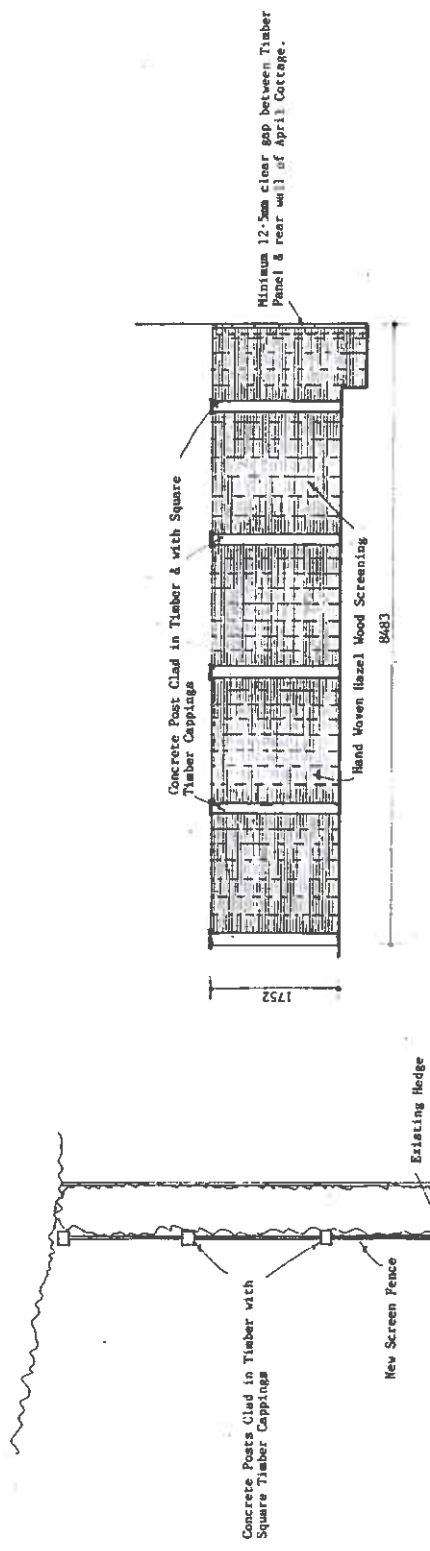 Concrete Posts Clad in Timber with
Square Timber Cappings
New Screen Fence
Existing Hedge
1752
8483
Concrete Post Clad in Timber & with Square
Timber Cappings
Hand Woven Hazel Wood Screening
Minimum 12·5mm clear gap between Timber
Panel & rear wall of April Cottage.